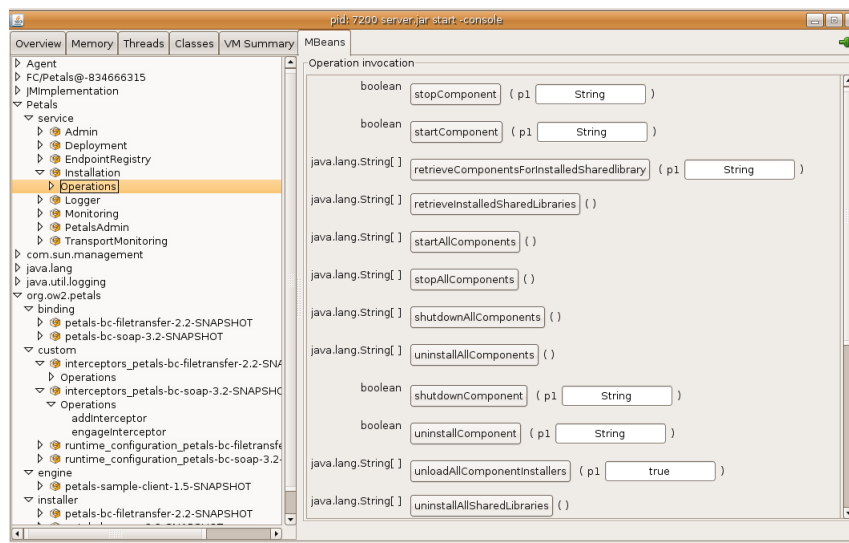 pid: 7200 server.jar start -console
Overview Memory Threads Classes VM Summary MBeans
Agent
FC/Petals@-834666315
JMImplementation
Petals
service
Admin
Deployment
EndpointRegistry
Installation
Operations
Logger
Monitoring
PetalsAdmin
TransportMonitoring
com.sun.management
java.lang
java.util.logging
org.ow2.petals
binding
petals-bc-filetransfer-2.2-SNAPSHOT
petals-bc-soap-3.2-SNAPSHOT
custom
interceptors_petals-bc-filetransfer-2.2-SNA
Operations
interceptors_petals-bc-soap-3.2-SNAPSHO
Operations
addInterceptor
engageInterceptor
runtime_configuration_petals-bc-filetransfe
runtime_configuration_petals-bc-soap-3.2-
engine
petals-sample-client-1.5-SNAPSHOT
installer
petals-bc-filetransfer-2.2-SNAPSHOT
Operation invocation
boolean stopComponent ( p1 String )
boolean startComponent ( p1 String )
java.lang.String[ ] retrieveComponentsForInstalledSharedlibrary ( p1 String )
java.lang.String[ ] retrieveInstalledSharedLibraries ( )
java.lang.String[ ] startAllComponents ( )
java.lang.String[ ] stopAllComponents ( )
java.lang.String[ ] shutdownAllComponents ( )
java.lang.String[ ] uninstallAllComponents ( )
boolean shutdownComponent ( p1 String )
boolean uninstallComponent ( p1 String )
java.lang.String[ ] unloadAllComponentInstallers ( p1 true )
java.lang.String[ ] uninstallAllSharedLibraries ( )